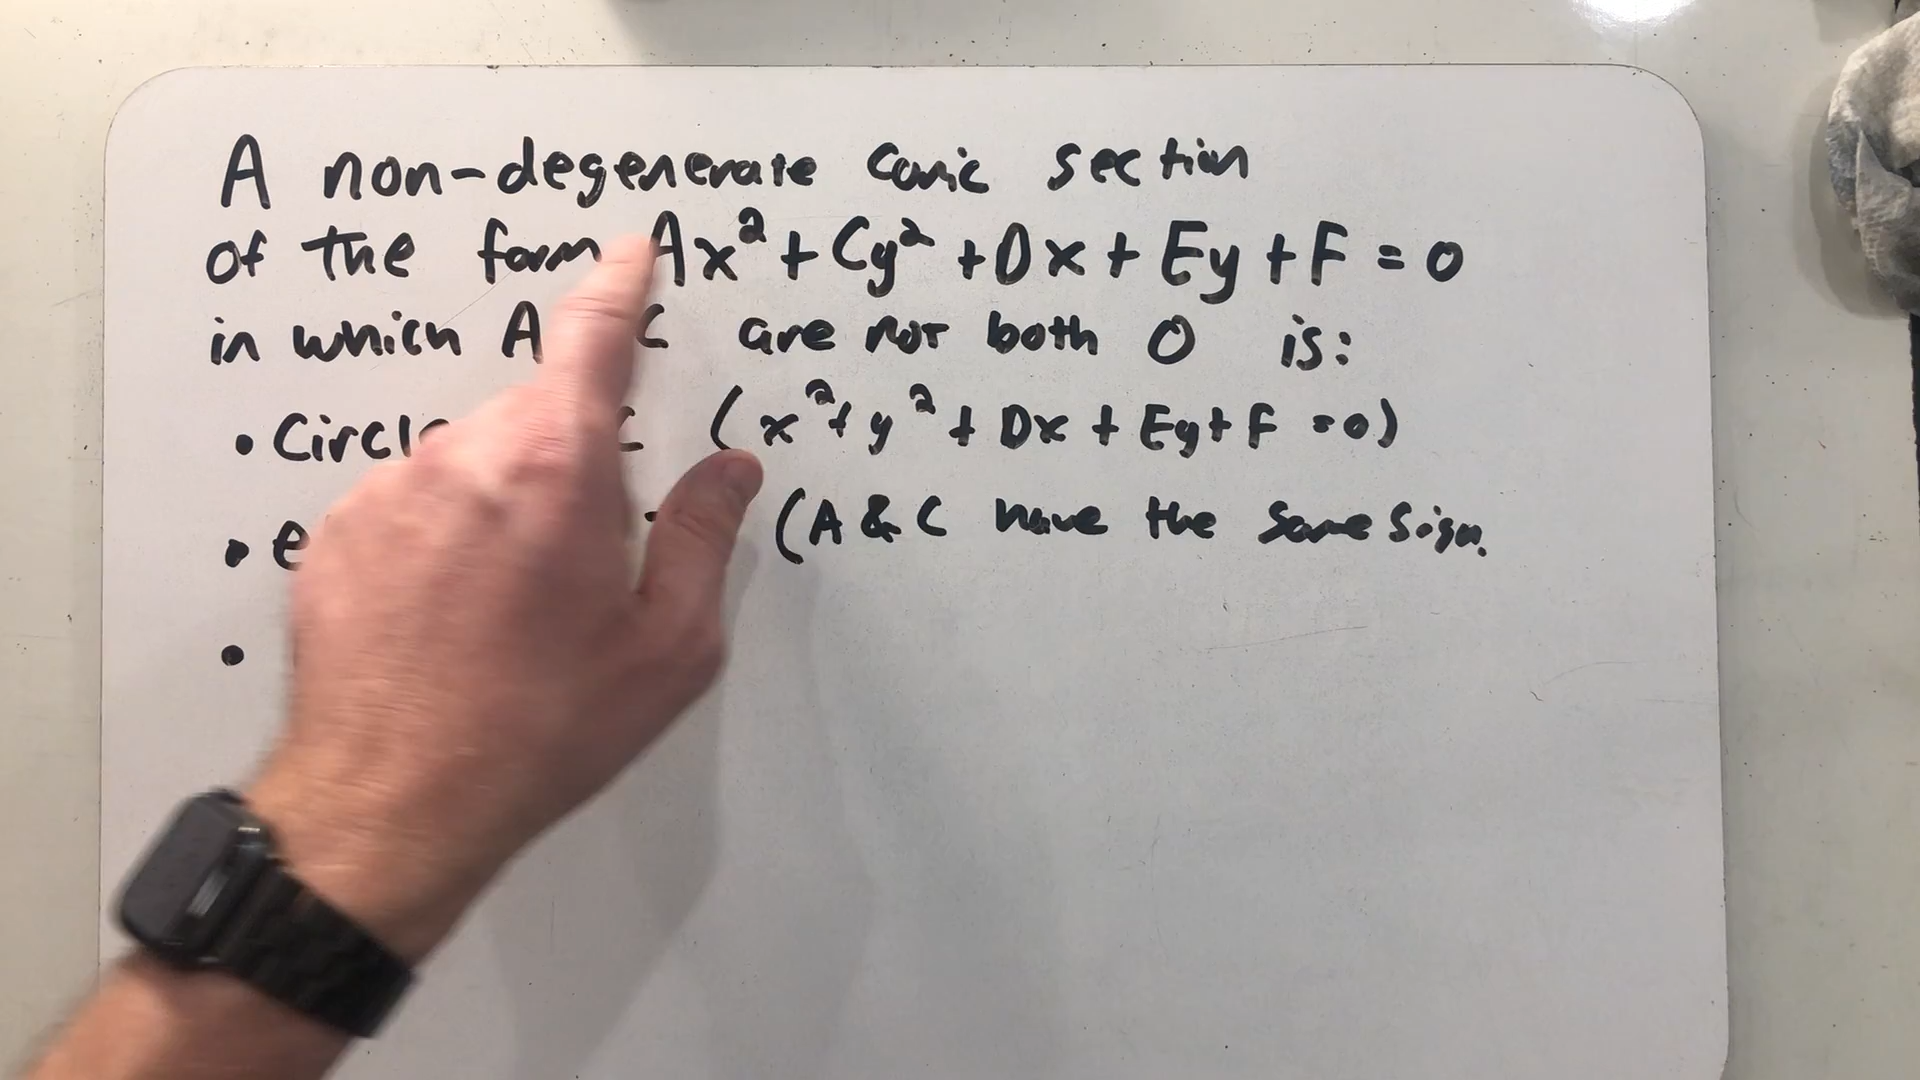 A non-degenerate conic section
of the form Ax² + Cy² + Dx + Ey + F = 0
in which A C are not both 0 is:
• Circle C (x² + y² + Dx + Ey + F = 0)
• (A & C have the same sign.
•